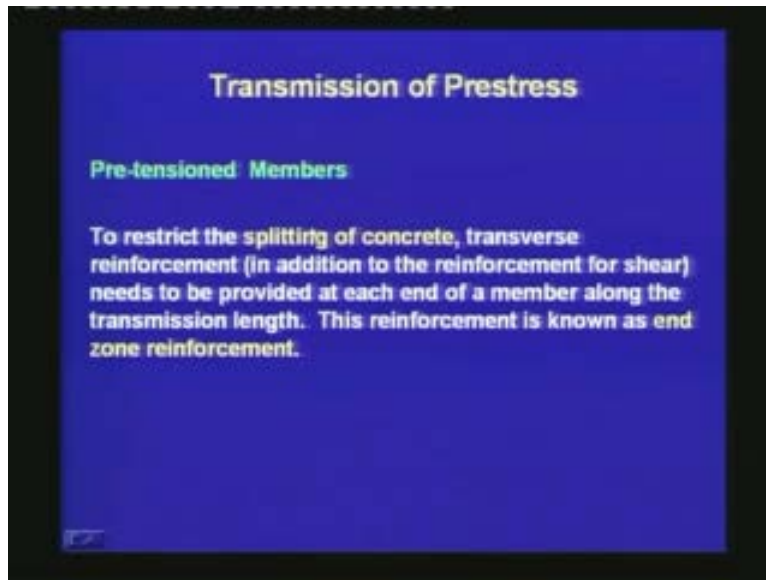 Transmission of Prestress
Pre-tensioned Members
To restrict the splitting of concrete, transverse
reinforcement (in addition to the reinforcement for shear)
needs to be provided at each end of a member along the
transmission length. This reinforcement is known as end
zone reinforcement.